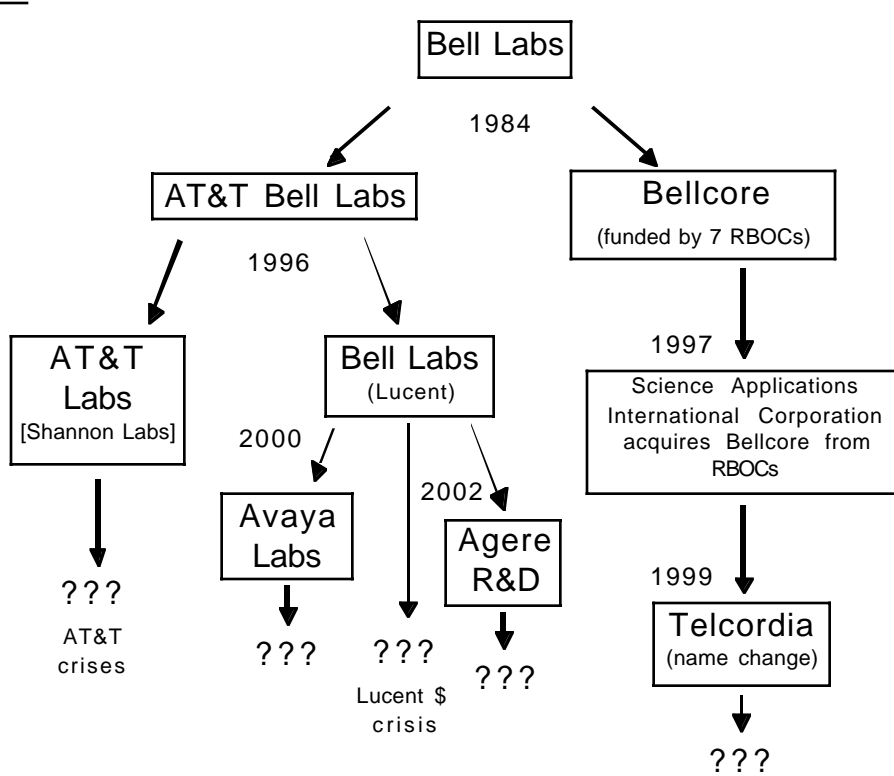 Bell Labs
1984
AT&T Bell Labs
Bellcore
(funded by 7 RBOCs)
1996
AT&T
Labs
[Shannon Labs]
Bell Labs
(Lucent)
1997
Science Applications
International Corporation
acquires Bellcore from
RBOCs
2000
2002
Avaya
Labs
Agere
R&D
1999
Telcordia
(name change)
???
AT&T
crises
???
???
Lucent $
crisis
???
???